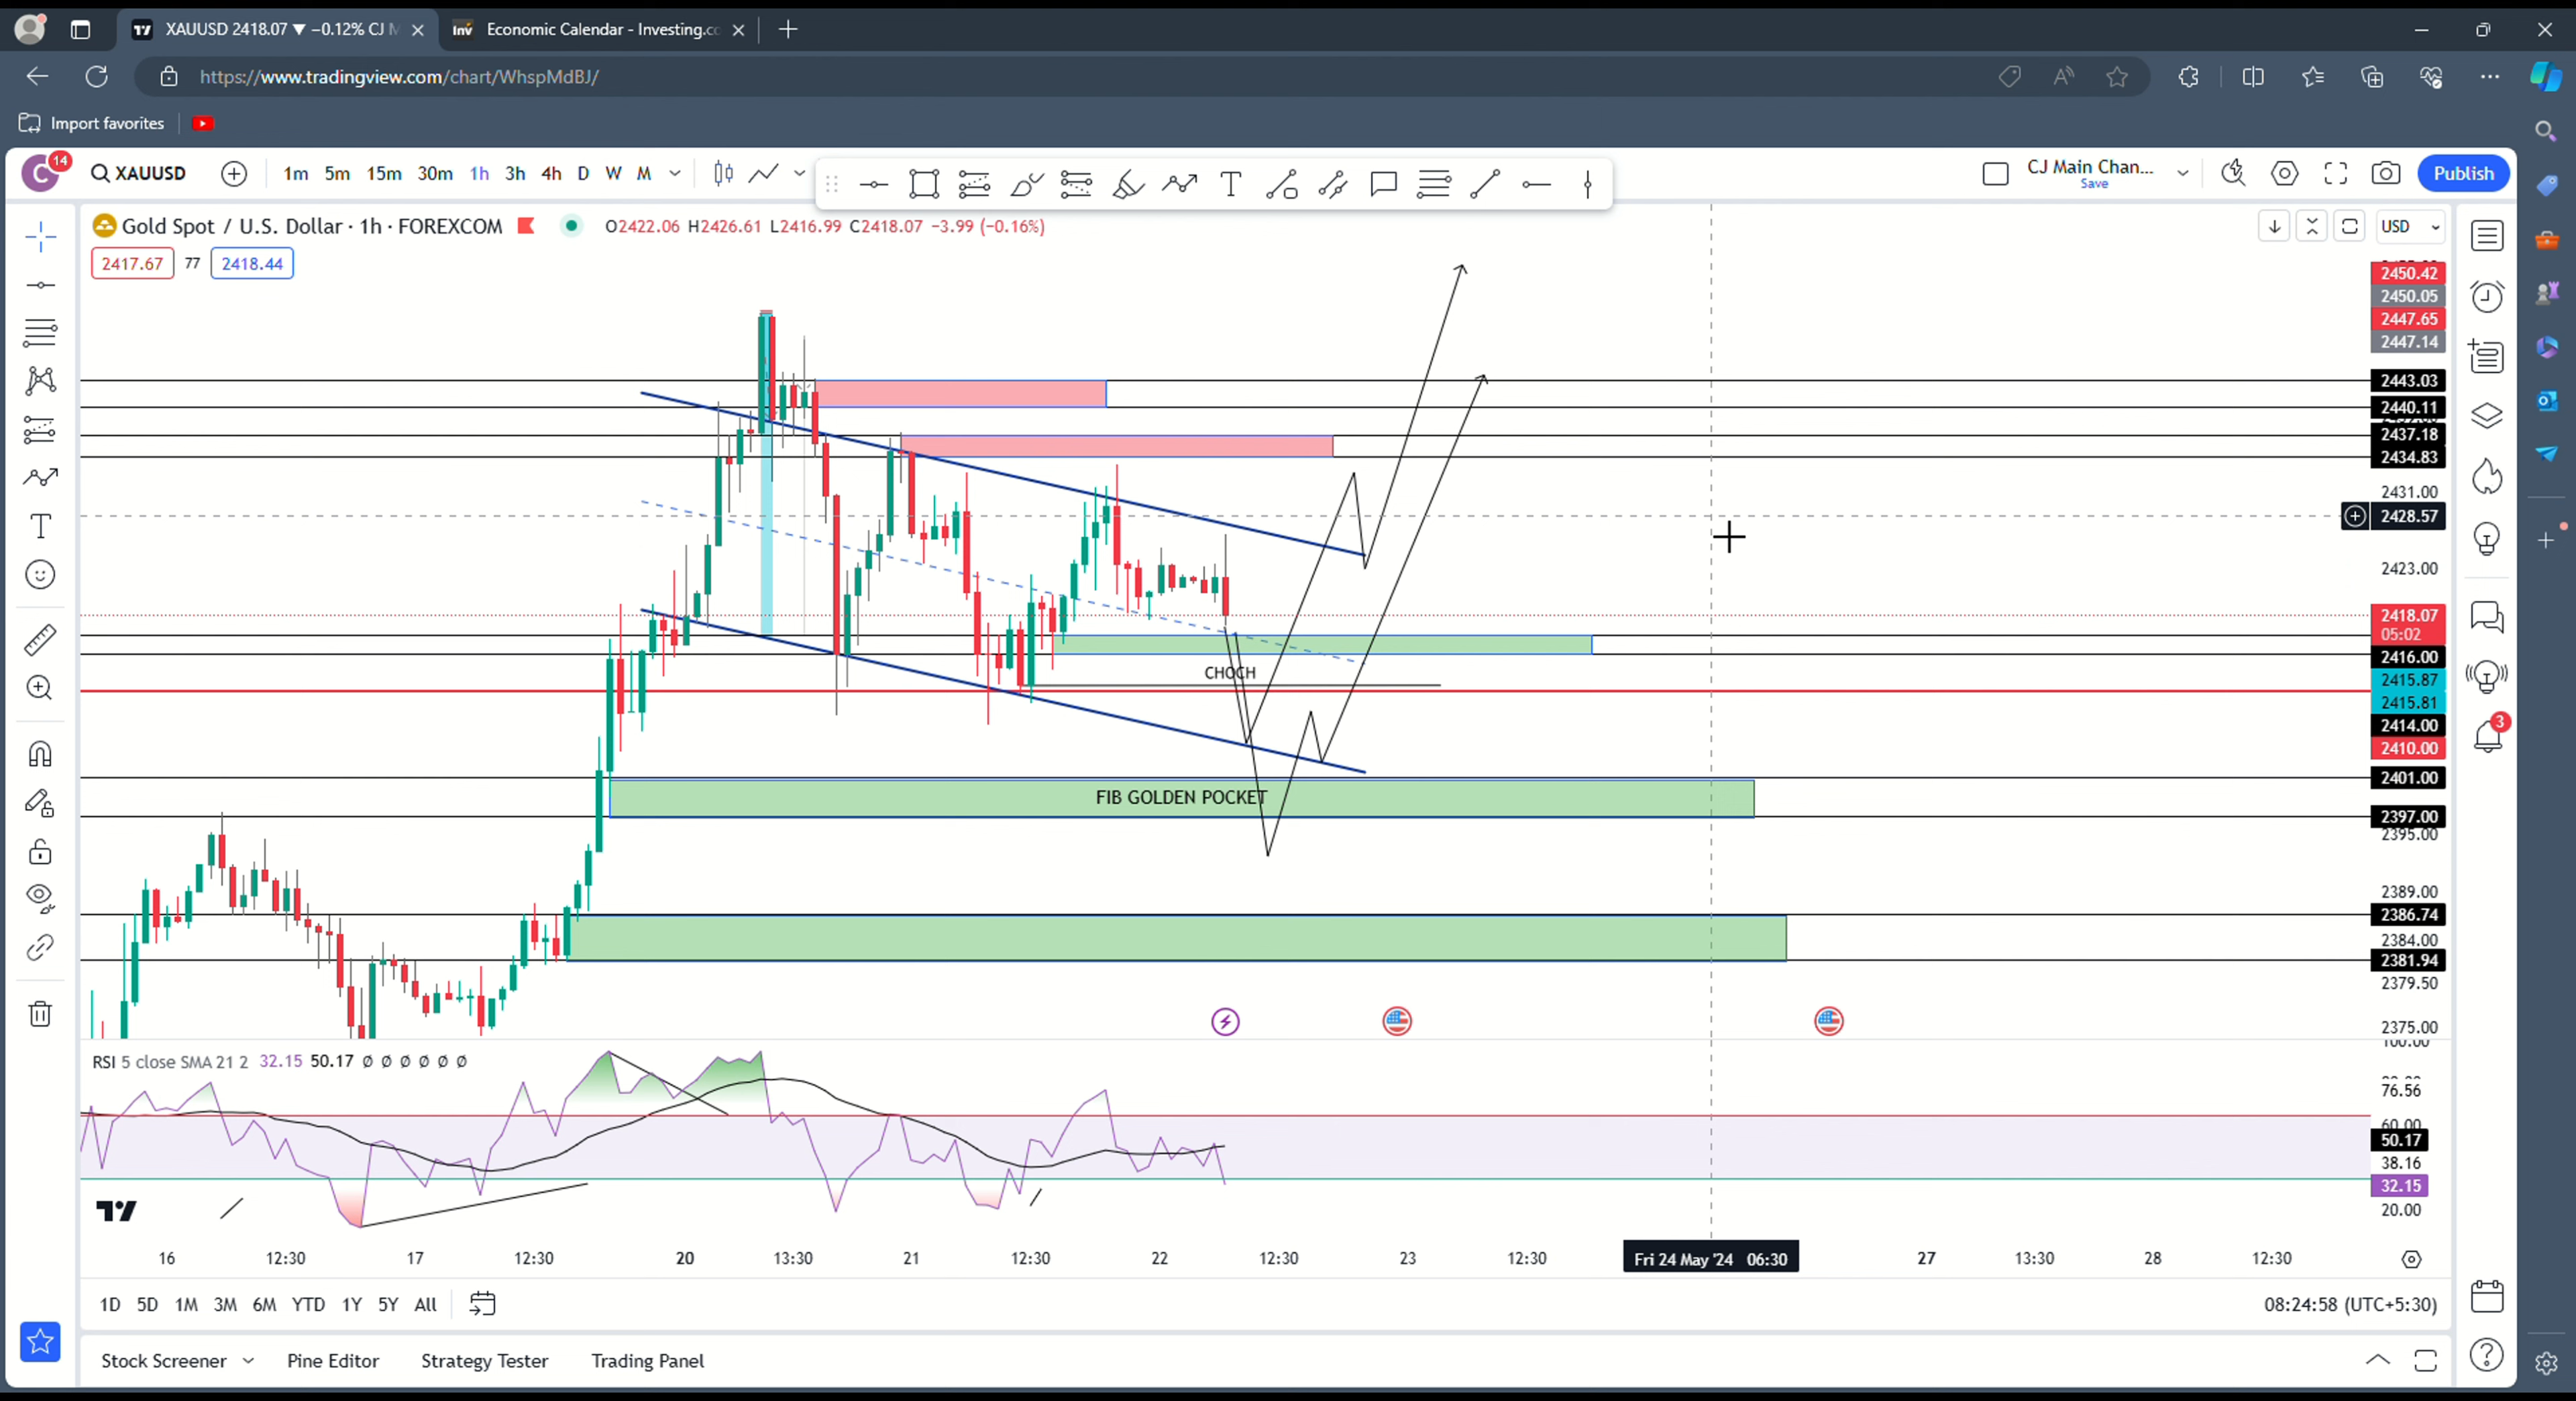 XAUUSD 2418.07 ▼ −0.12% CJ M
inv Economic Calendar - Investing.co
https://www.tradingview.com/chart/WhspMdBJ/
Import favorites
C 14 XAUUSD 1m 5m 15m 30m 1h 3h 4h D W M
CJ Main Chan...
Save
Publish
Gold Spot / U.S. Dollar · 1h · FOREXCOM O2422.06 H2426.61 L2416.99 C2418.07 −3.99 (−0.16%)
USD
2417.67 77 2418.44
2450.42
2450.05
2447.65
2447.14
2443.03
2440.11
2437.18
2434.83
2431.00
2428.57
2423.00
2418.07
05:02
2416.00
CHOCH
2415.87
2415.81
2414.00
2410.00
2401.00
FIB GOLDEN POCKET
2397.00
2395.00
2389.00
2386.74
2384.00
2381.94
2379.50
2375.00
100.00
RSI 5 close SMA 21 2 32.15 50.17 ∅ ∅ ∅ ∅ ∅ ∅
76.56
60.00
50.17
38.16
32.15
20.00
3
16 12:30 17 12:30 20 13:30 21 12:30 22 12:30 23 12:30 Fri 24 May '24 06:30 27 13:30 28 12:30
1D 5D 1M 3M 6M YTD 1Y 5Y All
08:24:58 (UTC+5:30)
Stock Screener Pine Editor Strategy Tester Trading Panel